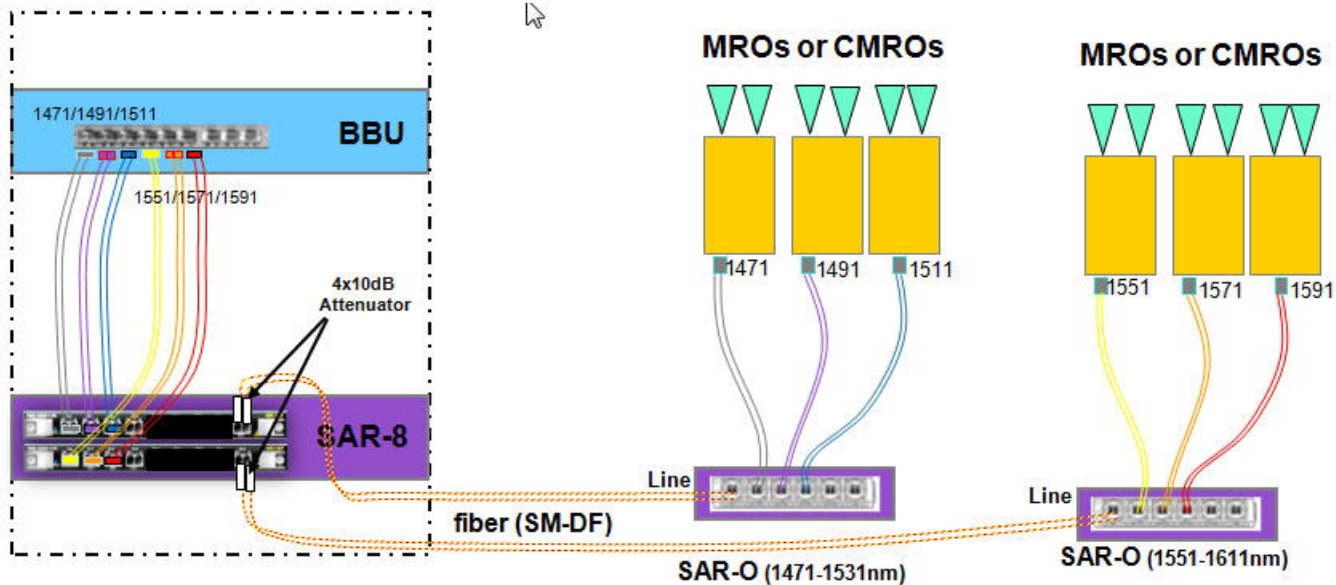 MROs or CMROs
MROs or CMROs
1471/1491/1511
BBU
1551/1571/1591
1471
1491
1511
1551
1571
1591
4x10dB
Attenuator
SAR-8
Line
Line
fiber (SM-DF)
SAR-O (1471-1531nm)
SAR-O (1551-1611nm)